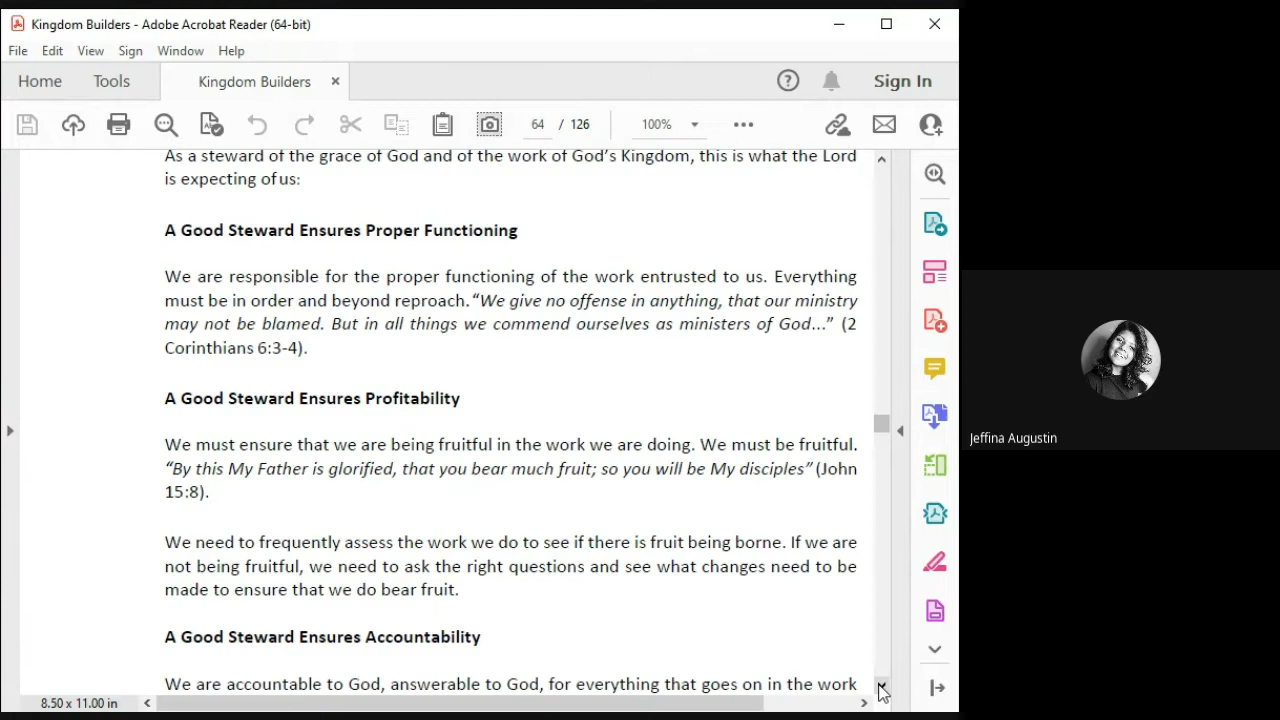 Kingdom Builders - Adobe Acrobat Reader (64-bit)
File Edit View Sign Window Help
Home Tools Kingdom Builders × Sign In
64 / 126 100%
As a steward of the grace of God and of the work of God's Kingdom, this is what the Lord
is expecting of us:
A Good Steward Ensures Proper Functioning
We are responsible for the proper functioning of the work entrusted to us. Everything
must be in order and beyond reproach. “We give no offense in anything, that our ministry
may not be blamed. But in all things we commend ourselves as ministers of God...” (2
Corinthians 6:3-4).
A Good Steward Ensures Profitability
We must ensure that we are being fruitful in the work we are doing. We must be fruitful.
“By this My Father is glorified, that you bear much fruit; so you will be My disciples” (John
15:8).
We need to frequently assess the work we do to see if there is fruit being borne. If we are
not being fruitful, we need to ask the right questions and see what changes need to be
made to ensure that we do bear fruit.
A Good Steward Ensures Accountability
We are accountable to God, answerable to God, for everything that goes on in the work
8.50 x 11.00 in
Jeffina Augustin